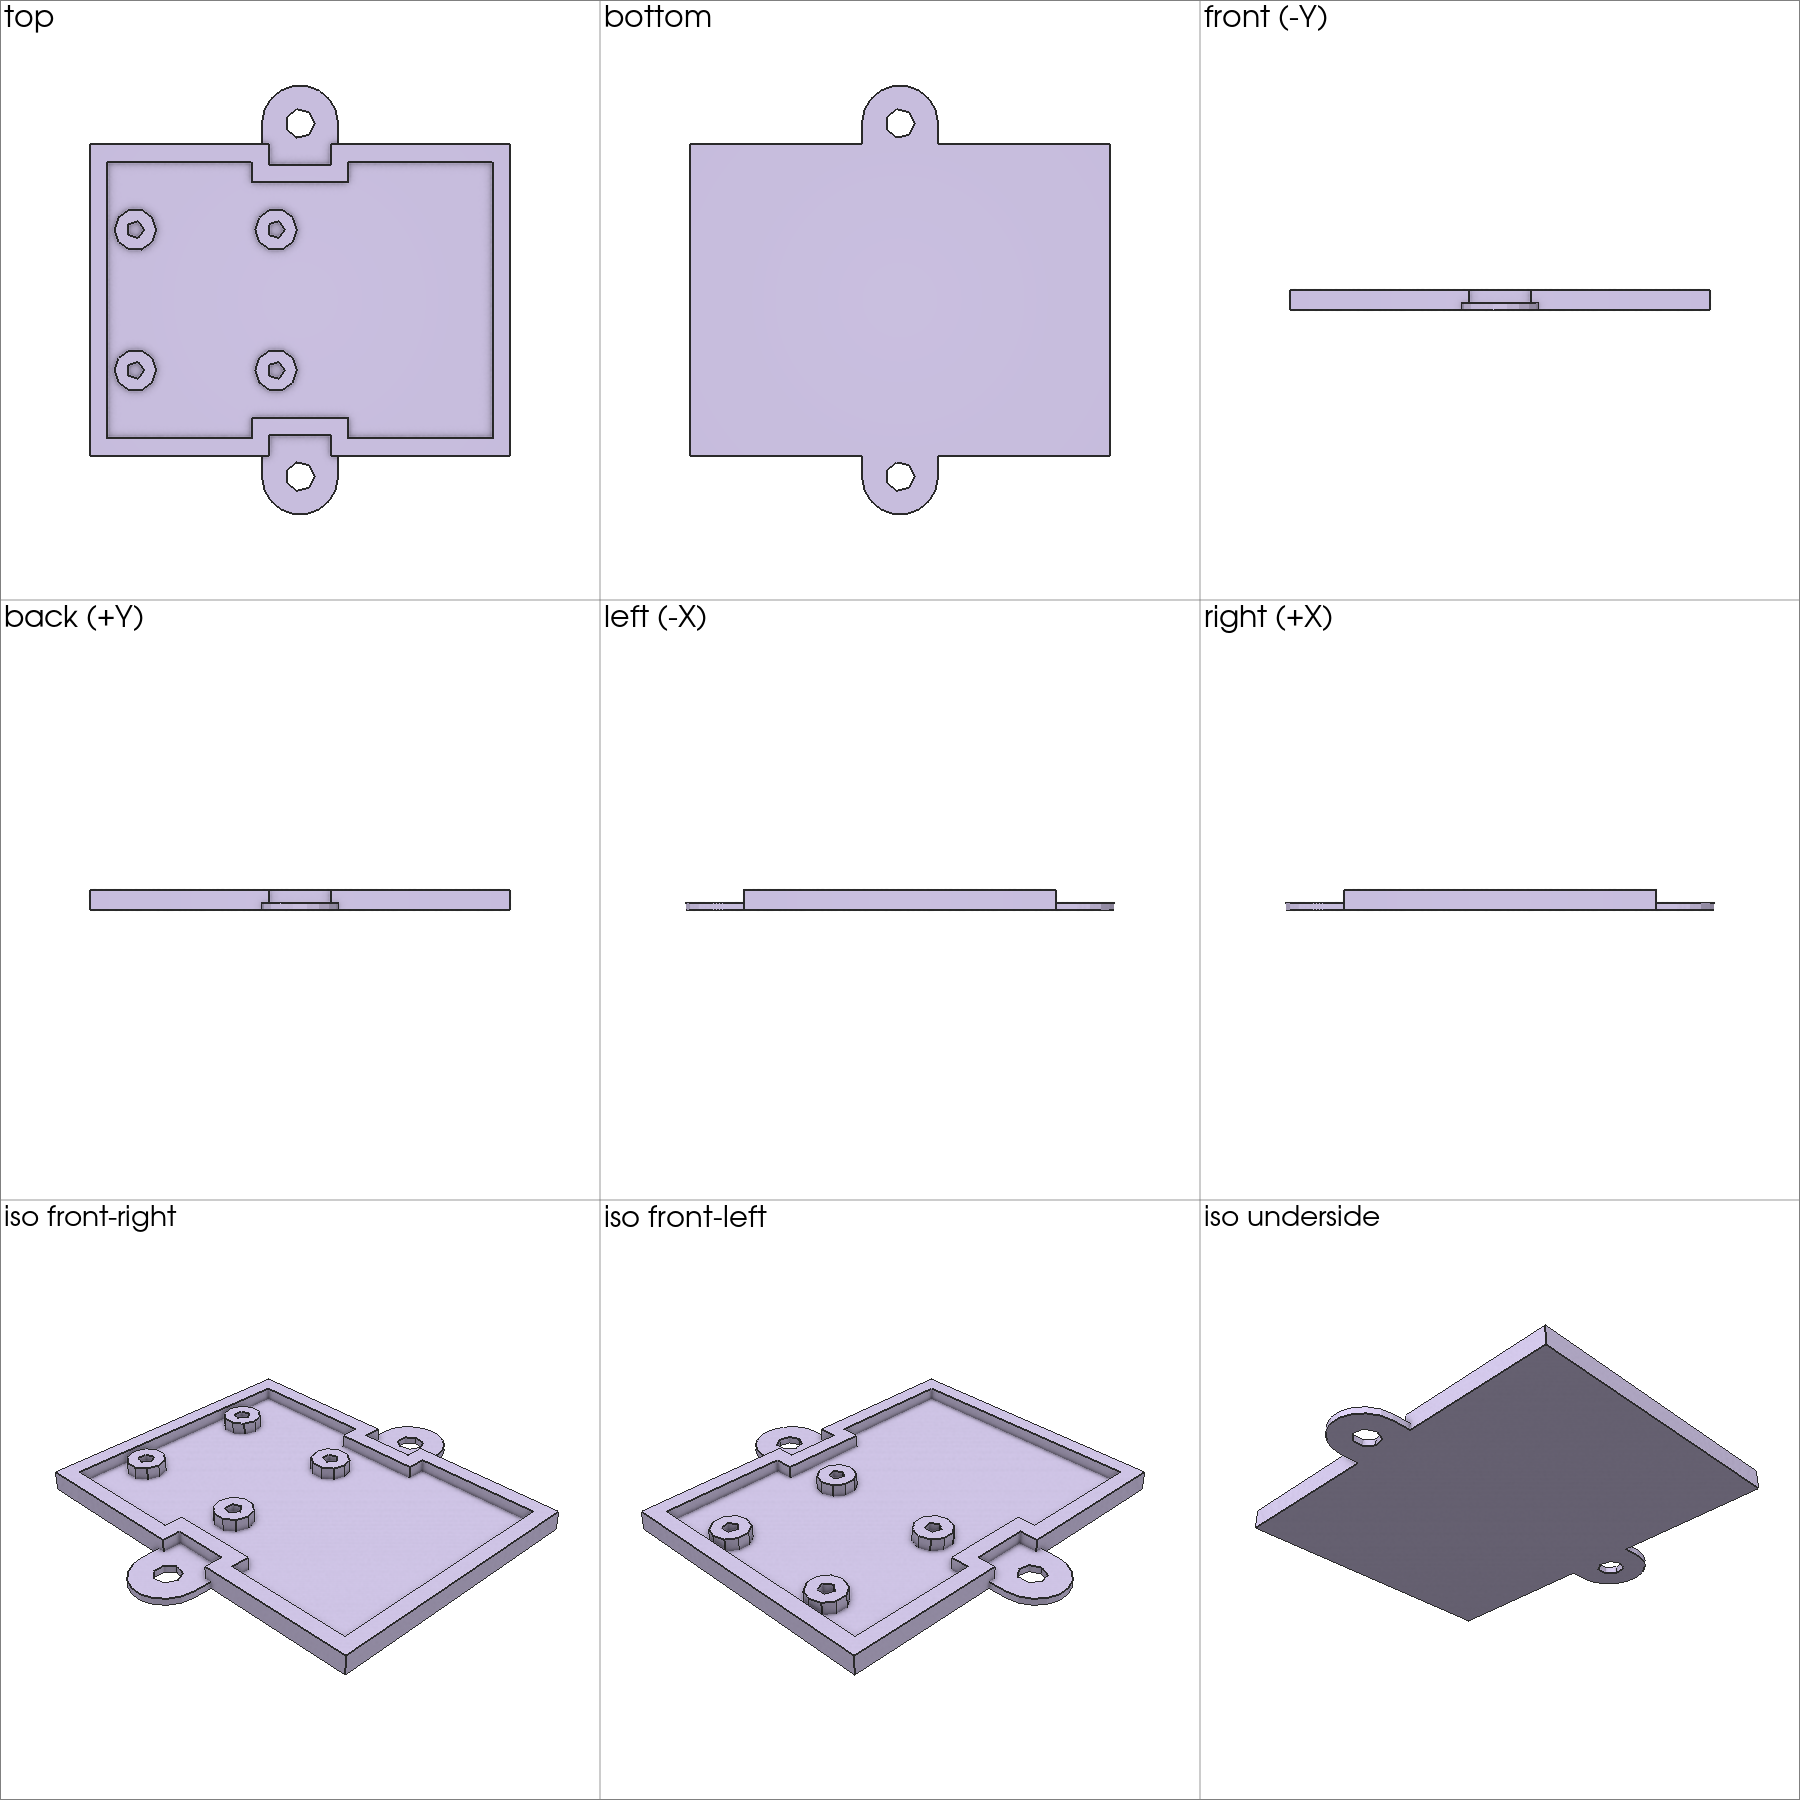 top
bottom
front (-Y)
back (+Y)
left (-X)
right (+X)
iso front-right
iso front-left
iso underside